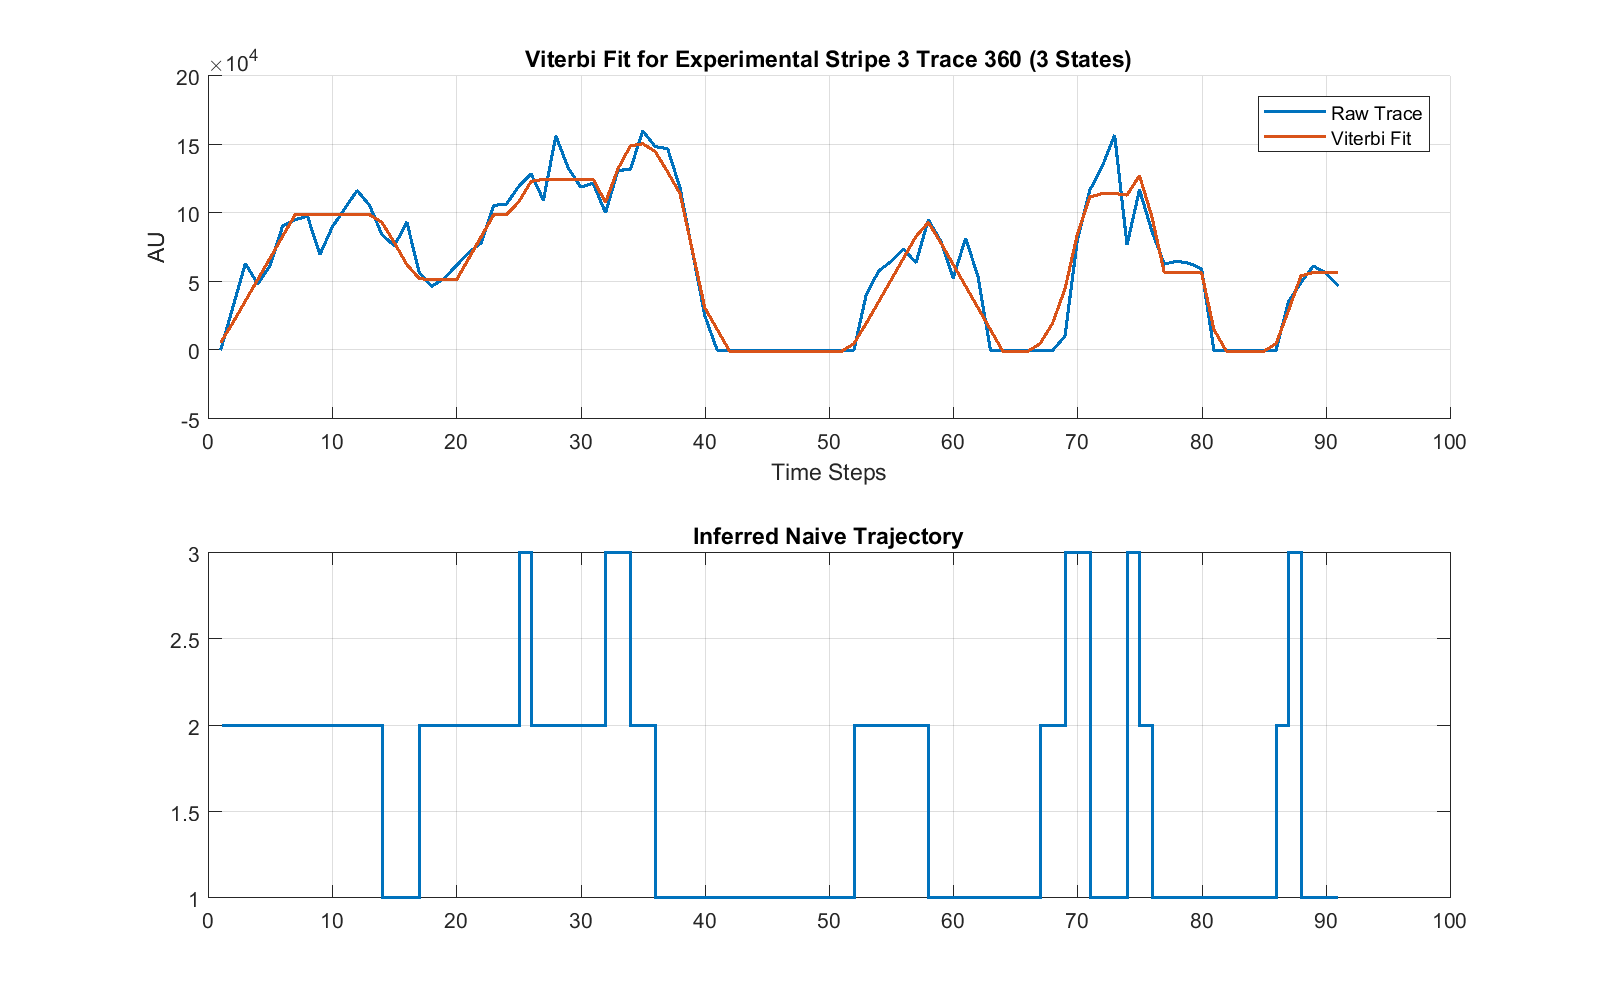 Viterbi Fit for Experimental Stripe 3 Trace 360 (3 States)
×10⁴
20
15
10
5
0
-5
AU
Raw Trace
Viterbi Fit
0 10 20 30 40 50 60 70 80 90 100
Time Steps
Inferred Naive Trajectory
3
2.5
2
1.5
1
0 10 20 30 40 50 60 70 80 90 100